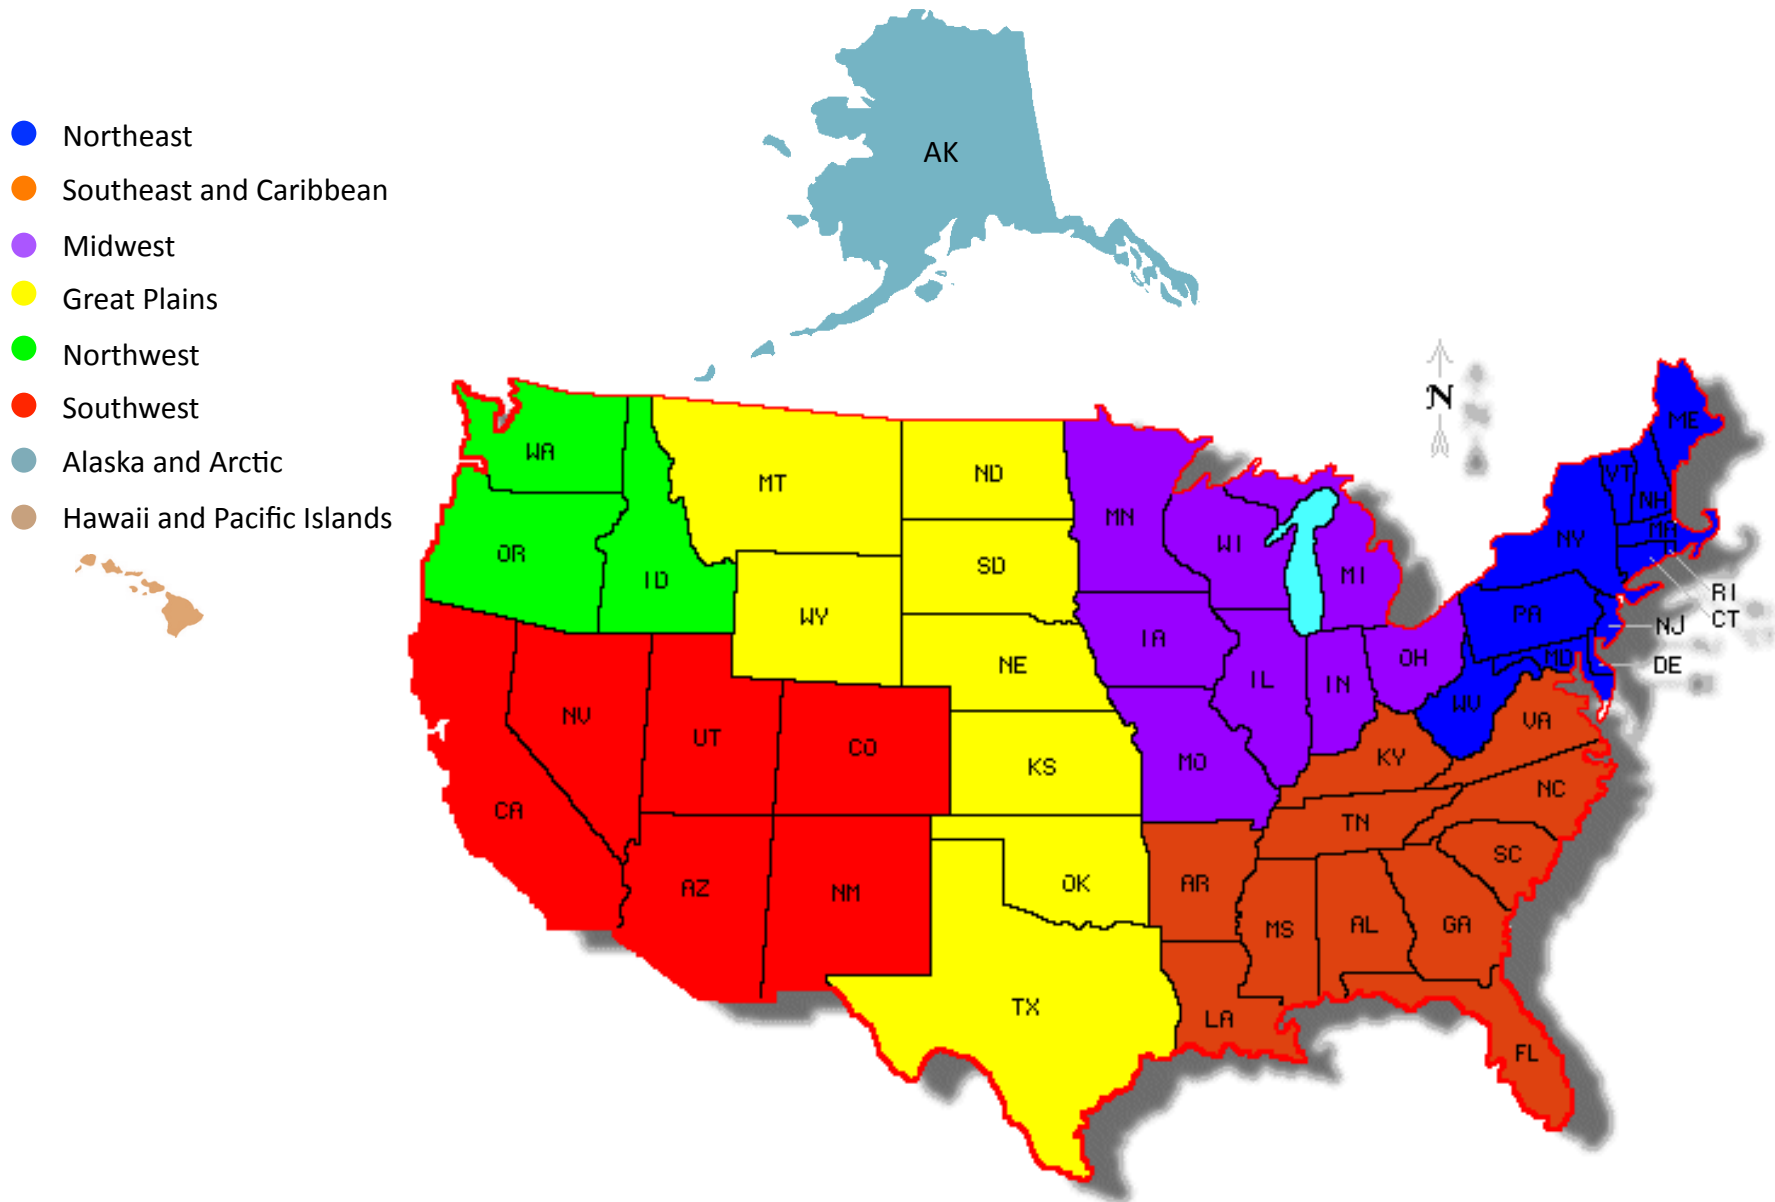 AK
Northeast
Southeast and Caribbean
Midwest
Great Plains
Northwest
Southwest
Alaska and Arctic
Hawaii and Pacific Islands
N
ME
WA
VT
MT
ND
NH
MN
MA
OR
WI
NY
SD
MI
ID
RI
PA
CT
WY
NJ
IA
OH
MD
NE
DE
IL
IN
WV
NV
VA
UT
CO
KY
MO
KS
NC
CA
TN
SC
AZ
NM
OK
AR
GA
AL
MS
TX
LA
FL